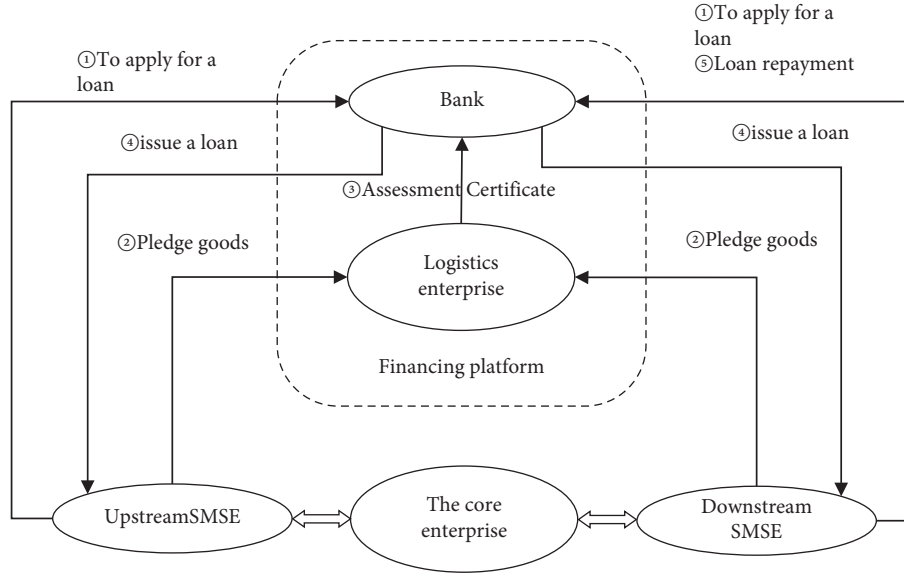 ①To apply for a
loan
⑤Loan repayment
①To apply for a
loan
Bank
④issue a loan
④issue a loan
③Assessment Certificate
②Pledge goods
②Pledge goods
Logistics
enterprise
Financing platform
UpstreamSMSE
The core
enterprise
Downstream
SMSE